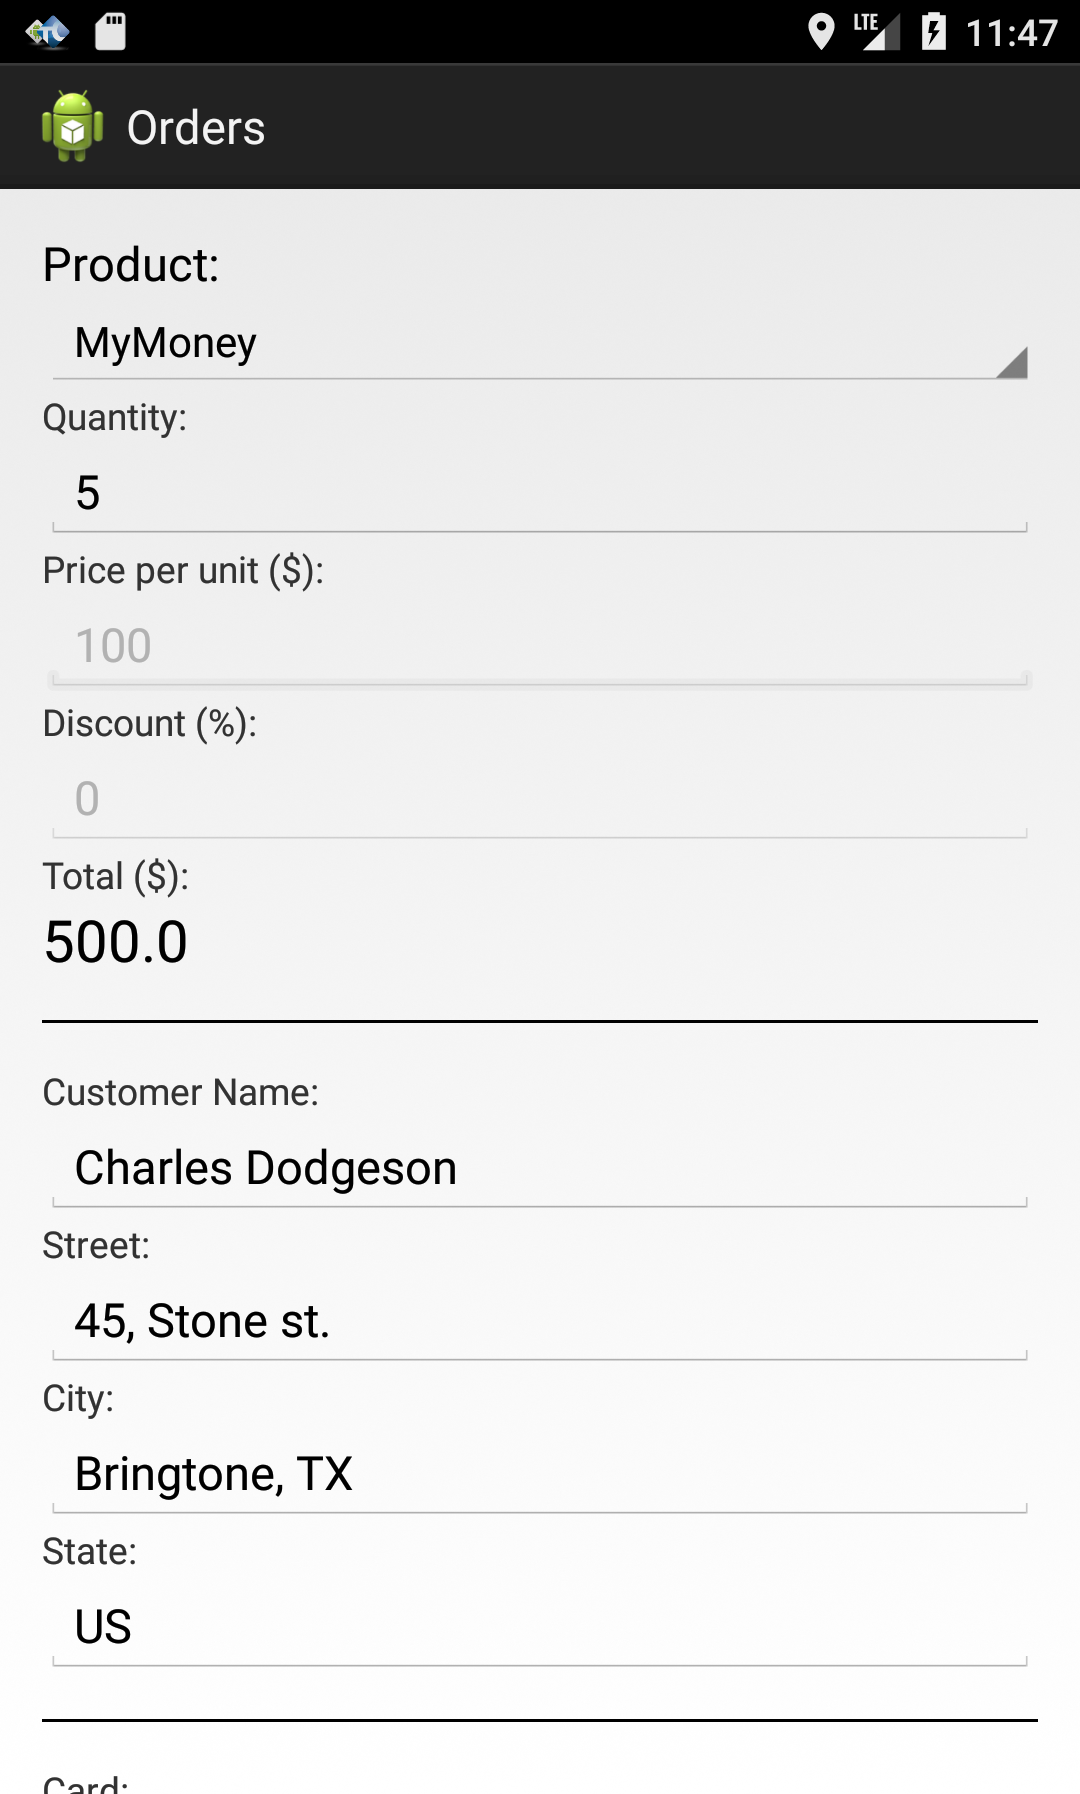 LTE 11:47
Orders
Product:
MyMoney
Quantity:
5
Price per unit ($):
100
Discount (%):
0
Total ($):
500.0
Customer Name:
Charles Dodgeson
Street:
45, Stone st.
City:
Bringtone, TX
State:
US
Card: